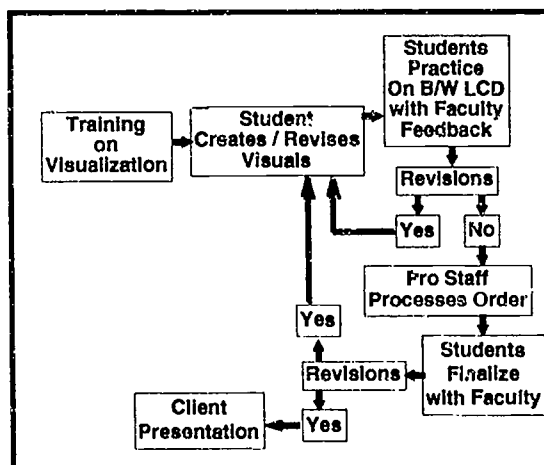 Training
on
Visualization
Student
Creates / Revises
Visuals
Students
Practice
On B/W LCD
with Faculty
Feedback
Revisions
Yes
No
Pro Staff
Processes Order
Students
Finalize
with Faculty
Revisions
Yes
Yes
Client
Presentation